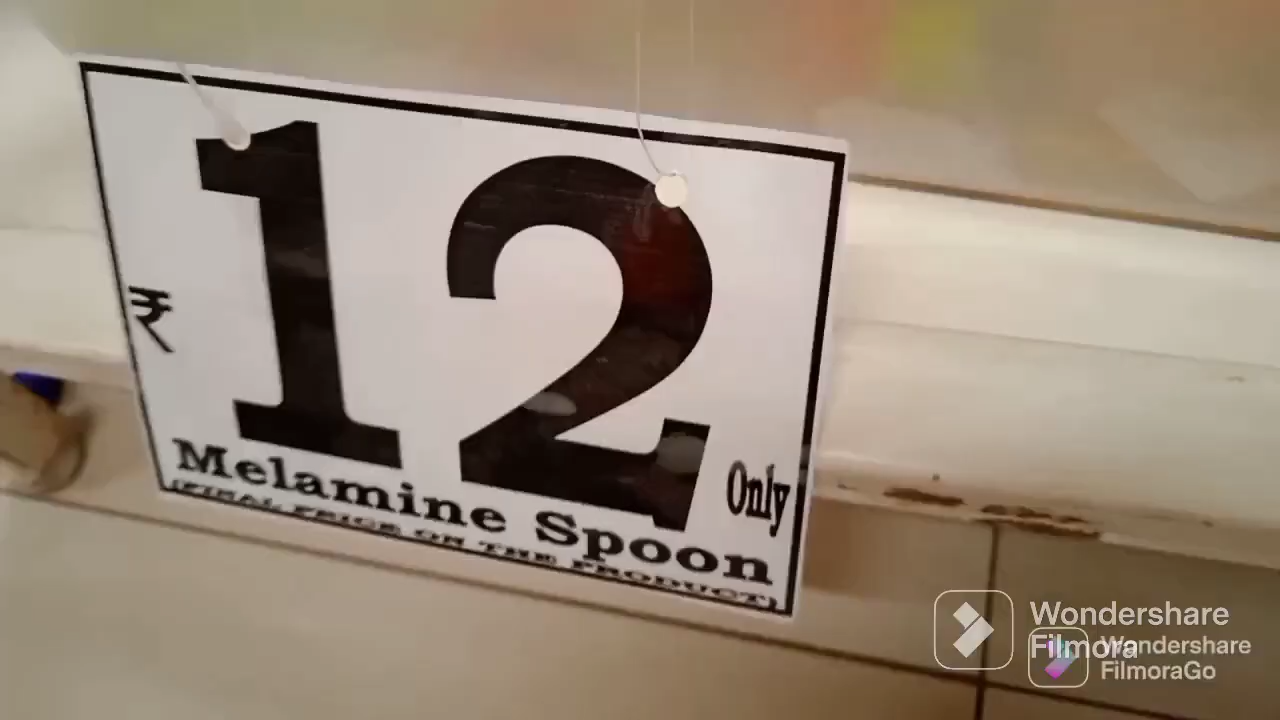 ₹ 12 Only
Melamine Spoon
(FINAL PRICE ON THE PRODUCT)
Wondershare
Filmora
Wondershare
FilmoraGo